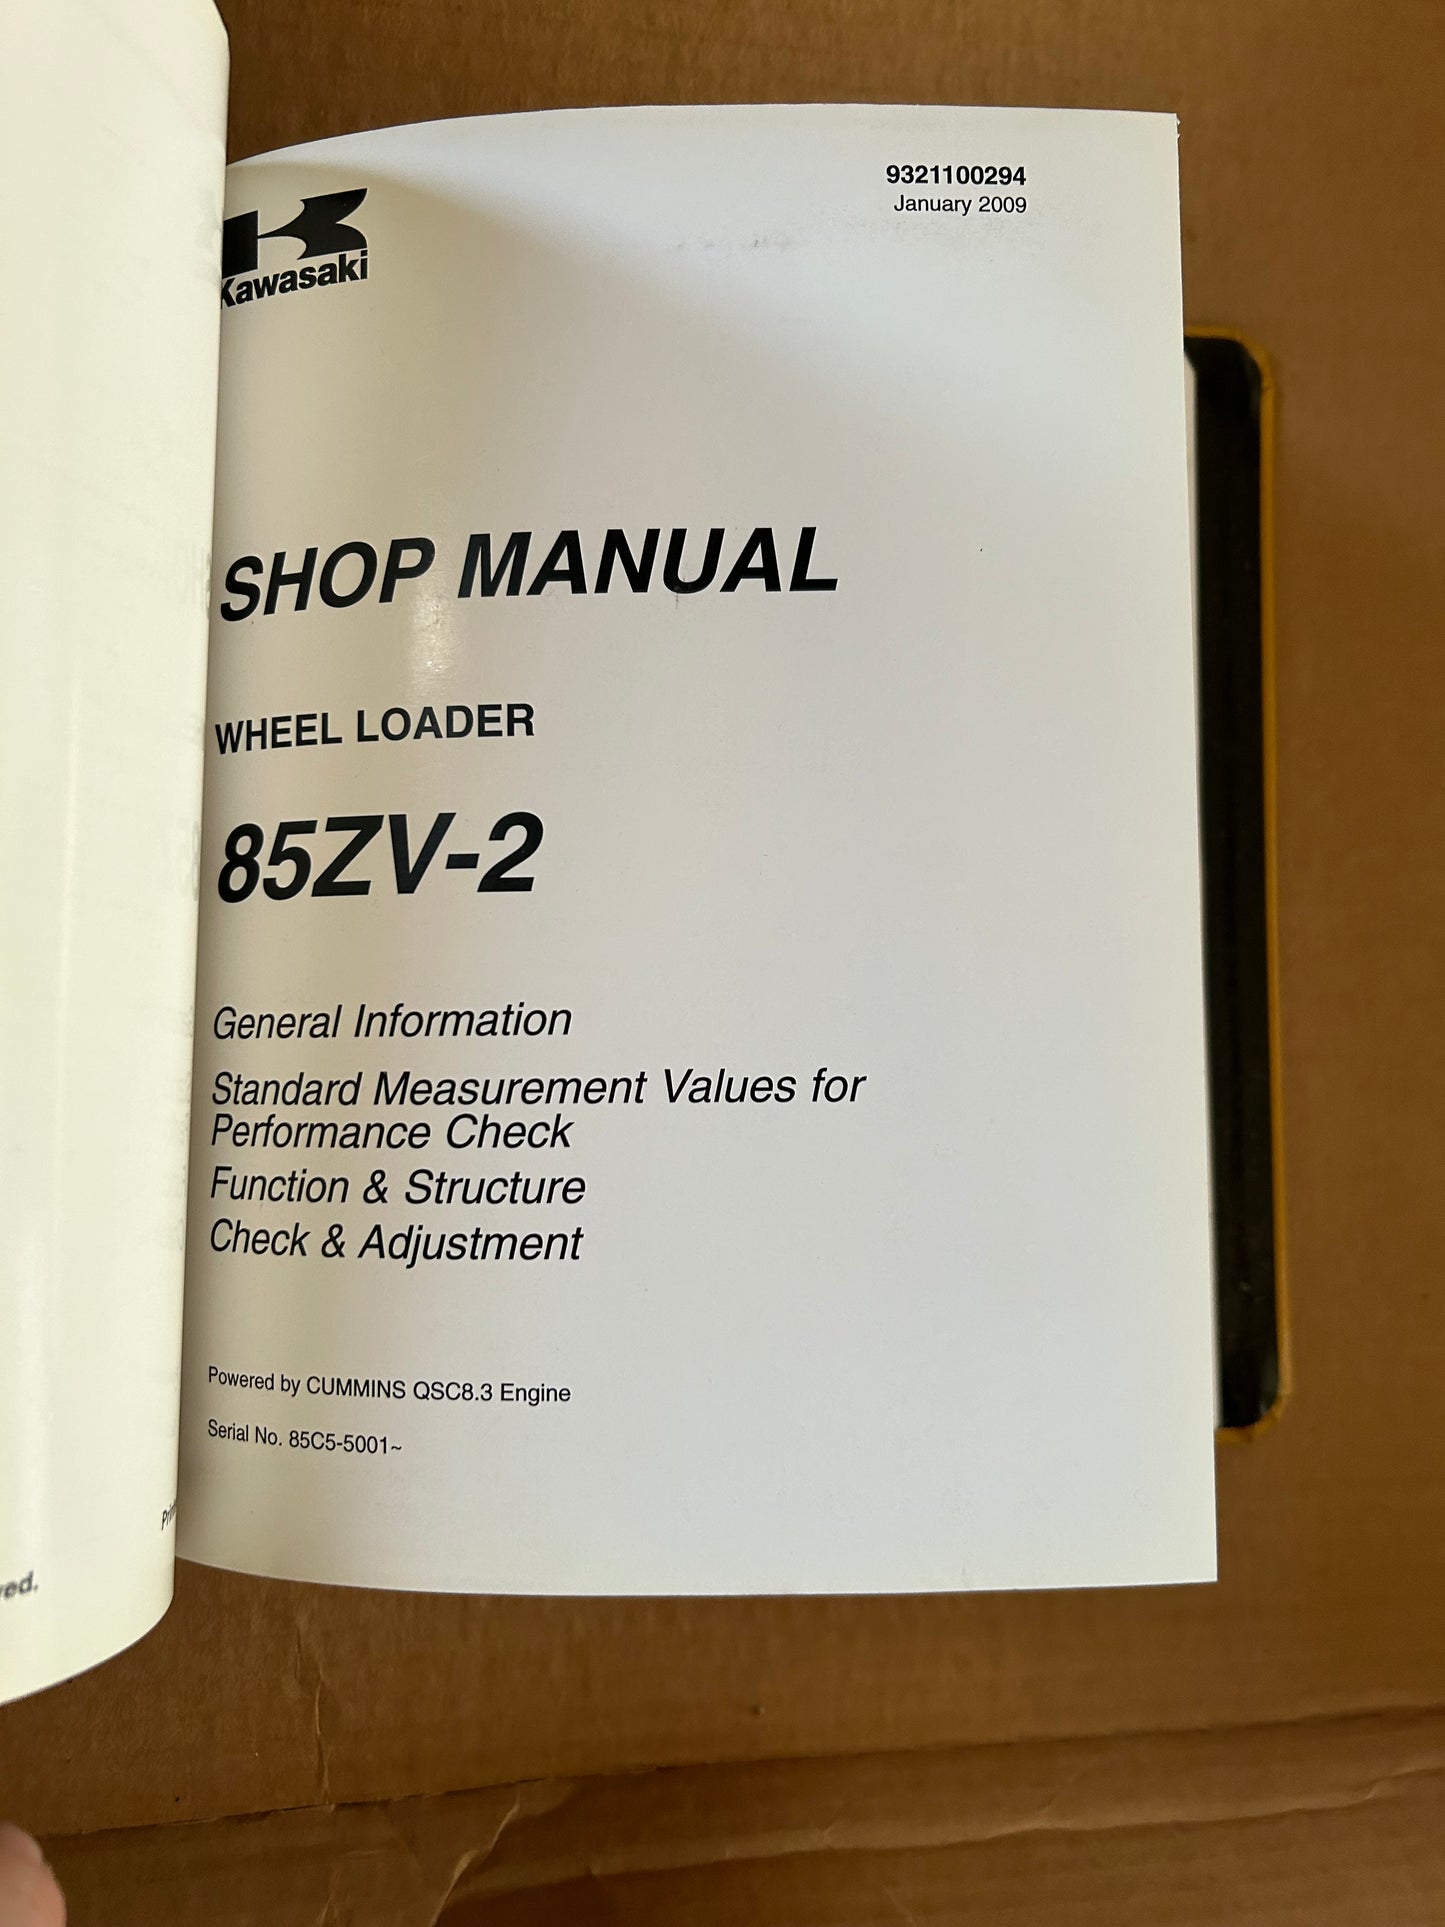 9321100294
January 2009
Kawasaki
SHOP MANUAL
WHEEL LOADER
85ZV-2
General Information
Standard Measurement Values for
Performance Check
Function & Structure
Check & Adjustment
Powered by CUMMINS QSC8.3 Engine
Serial No. 85C5-5001~